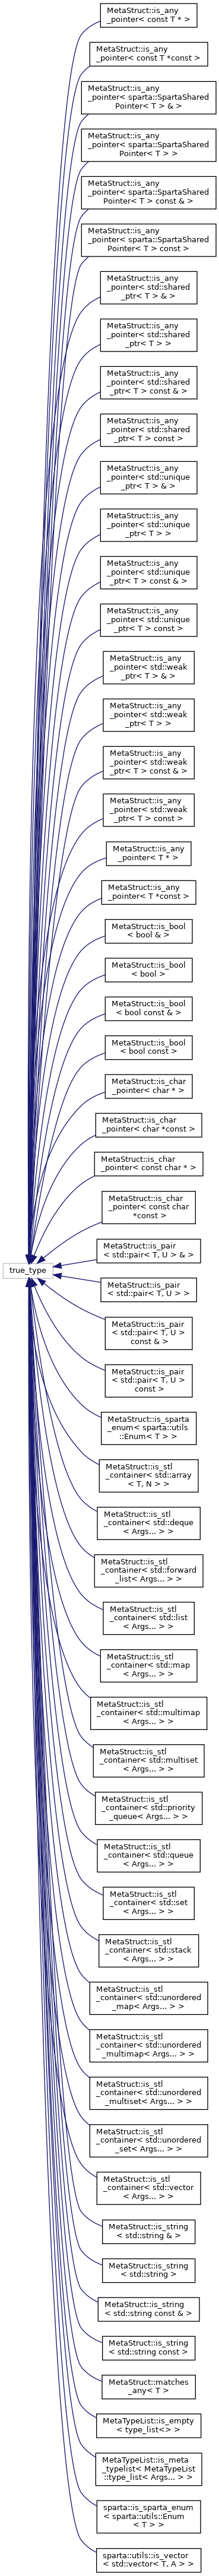 MetaStruct::is_any
_pointer< const T * >
MetaStruct::is_any
_pointer< const T *const >
MetaStruct::is_any
_pointer< sparta::SpartaShared
Pointer< T > & >
MetaStruct::is_any
_pointer< sparta::SpartaShared
Pointer< T > >
MetaStruct::is_any
_pointer< sparta::SpartaShared
Pointer< T > const & >
MetaStruct::is_any
_pointer< sparta::SpartaShared
Pointer< T > const >
MetaStruct::is_any
_pointer< std::shared
_ptr< T > & >
MetaStruct::is_any
_pointer< std::shared
_ptr< T > >
MetaStruct::is_any
_pointer< std::shared
_ptr< T > const & >
MetaStruct::is_any
_pointer< std::shared
_ptr< T > const >
MetaStruct::is_any
_pointer< std::unique
_ptr< T > & >
MetaStruct::is_any
_pointer< std::unique
_ptr< T > >
MetaStruct::is_any
_pointer< std::unique
_ptr< T > const & >
MetaStruct::is_any
_pointer< std::unique
_ptr< T > const >
MetaStruct::is_any
_pointer< std::weak
_ptr< T > & >
MetaStruct::is_any
_pointer< std::weak
_ptr< T > >
MetaStruct::is_any
_pointer< std::weak
_ptr< T > const & >
MetaStruct::is_any
_pointer< std::weak
_ptr< T > const >
MetaStruct::is_any
_pointer< T * >
MetaStruct::is_any
_pointer< T *const >
MetaStruct::is_bool
< bool & >
MetaStruct::is_bool
< bool >
MetaStruct::is_bool
< bool const & >
MetaStruct::is_bool
< bool const >
MetaStruct::is_char
_pointer< char * >
MetaStruct::is_char
_pointer< char *const >
MetaStruct::is_char
_pointer< const char * >
MetaStruct::is_char
_pointer< const char
*const >
MetaStruct::is_pair
< std::pair< T, U > & >
true_type
MetaStruct::is_pair
< std::pair< T, U > >
MetaStruct::is_pair
< std::pair< T, U >
const & >
MetaStruct::is_pair
< std::pair< T, U >
const >
MetaStruct::is_sparta
_enum< sparta::utils
::Enum< T > >
MetaStruct::is_stl
_container< std::array
< T, N > >
MetaStruct::is_stl
_container< std::deque
< Args... > >
MetaStruct::is_stl
_container< std::forward
_list< Args... > >
MetaStruct::is_stl
_container< std::list
< Args... > >
MetaStruct::is_stl
_container< std::map
< Args... > >
MetaStruct::is_stl
_container< std::multimap
< Args... > >
MetaStruct::is_stl
_container< std::multiset
< Args... > >
MetaStruct::is_stl
_container< std::priority
_queue< Args... > >
MetaStruct::is_stl
_container< std::queue
< Args... > >
MetaStruct::is_stl
_container< std::set
< Args... > >
MetaStruct::is_stl
_container< std::stack
< Args... > >
MetaStruct::is_stl
_container< std::unordered
_map< Args... > >
MetaStruct::is_stl
_container< std::unordered
_multimap< Args... > >
MetaStruct::is_stl
_container< std::unordered
_multiset< Args... > >
MetaStruct::is_stl
_container< std::unordered
_set< Args... > >
MetaStruct::is_stl
_container< std::vector
< Args... > >
MetaStruct::is_string
< std::string & >
MetaStruct::is_string
< std::string >
MetaStruct::is_string
< std::string const & >
MetaStruct::is_string
< std::string const >
MetaStruct::matches
_any< T >
MetaTypeList::is_empty
< type_list<> >
MetaTypeList::is_meta
_typelist< MetaTypeList
::type_list< Args... > >
sparta::is_sparta_enum
< sparta::utils::Enum
< T > >
sparta::utils::is_vector
< std::vector< T, A > >